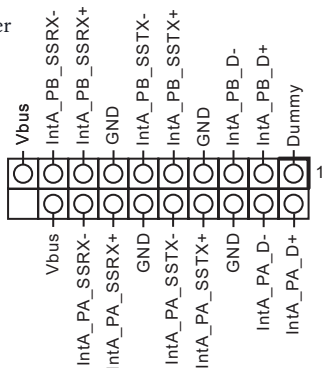 er
Vbus
IntA_PB_SSRX-
IntA_PB_SSRX+
GND
IntA_PB_SSTX-
IntA_PB_SSTX+
GND
IntA_PB_D-
IntA_PB_D+
Dummy
1
Vbus
IntA_PA_SSRX-
IntA_PA_SSRX+
GND
IntA_PA_SSTX-
IntA_PA_SSTX+
GND
IntA_PA_D-
IntA_PA_D+